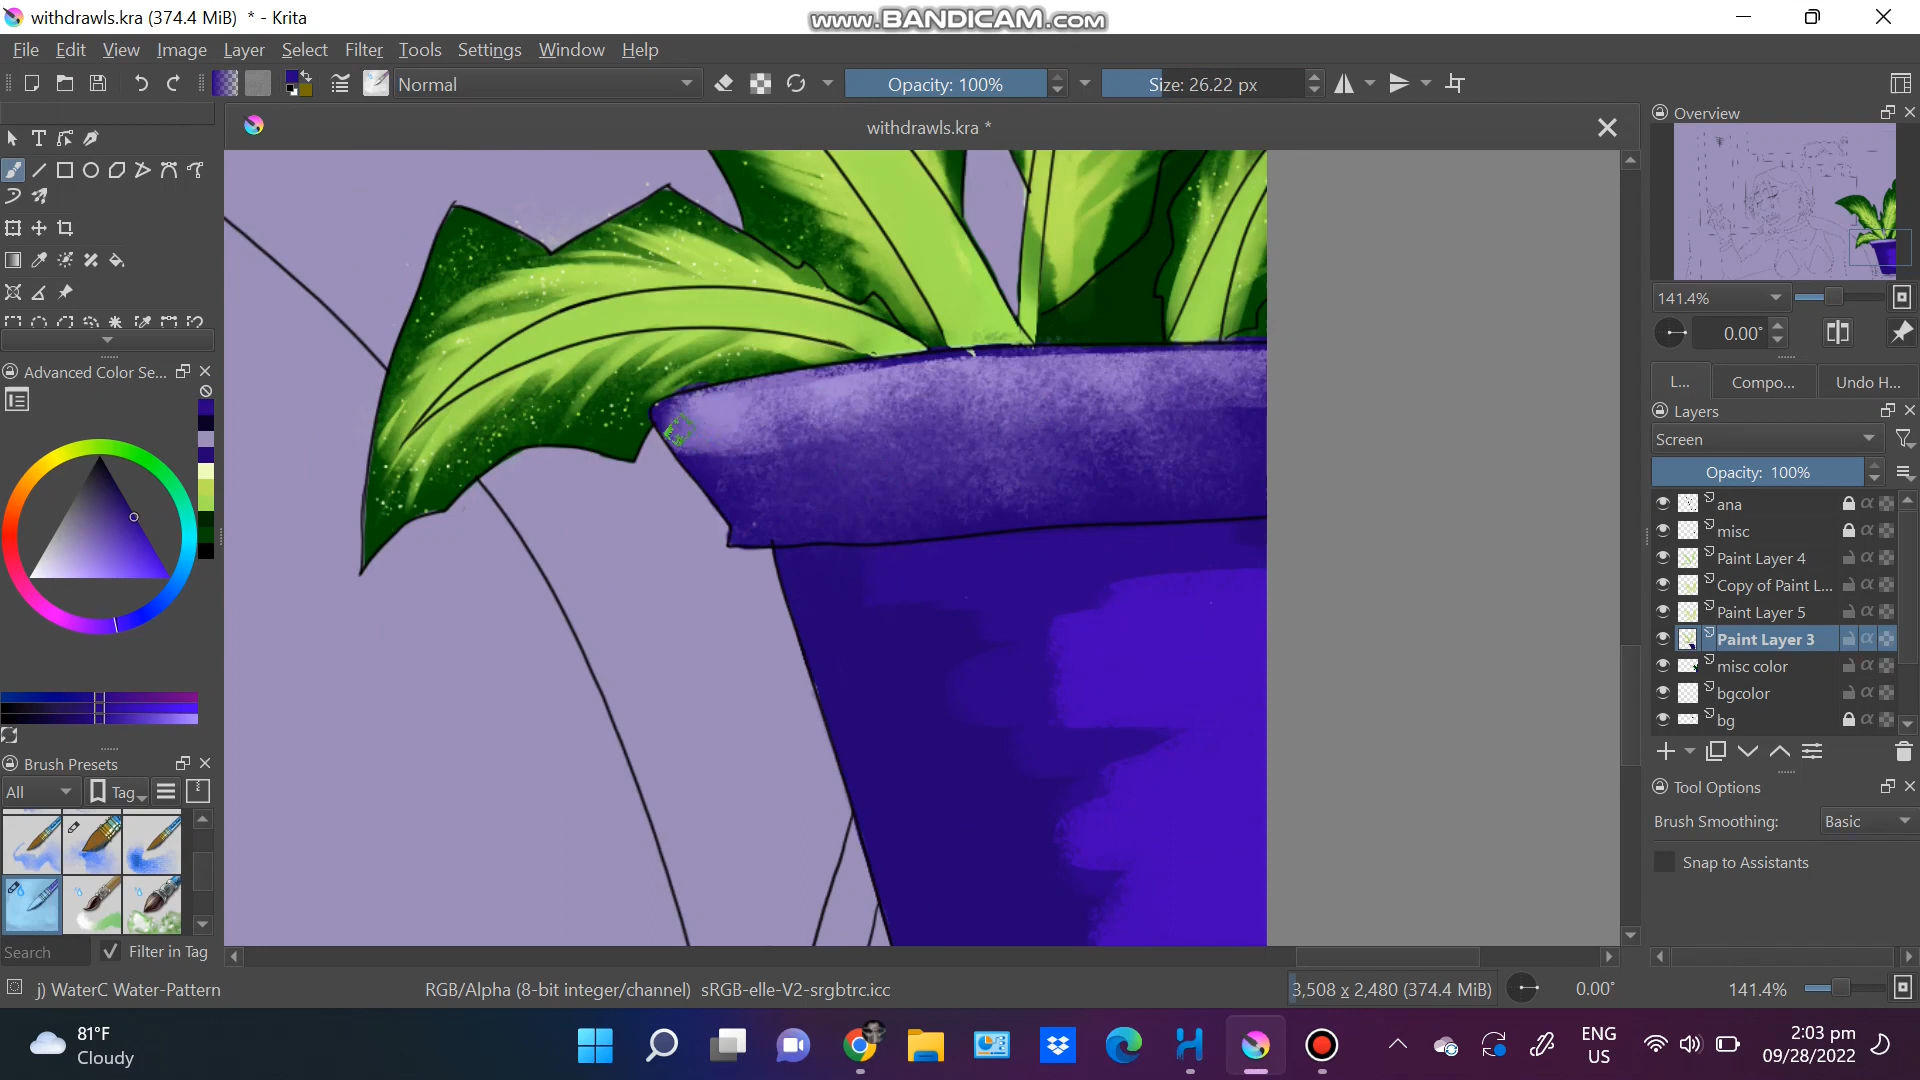 withdrawls.kra (374.4 MiB) * - Krita
www.BANDICAM.com
File Edit View Image Layer Select Filter Tools Settings Window Help
Normal
Opacity: 100%
Size: 26.22 px
withdrawls.kra *
Overview
141.4%
0.00°
L... Compo... Undo H...
Layers
Screen
Opacity: 100%
ana
misc
Paint Layer 4
Copy of Paint L...
Paint Layer 5
Paint Layer 3
misc color
bgcolor
bg
Tool Options
Brush Smoothing: Basic
Snap to Assistants
Advanced Color Se...
Brush Presets
All
Tag
Search
Filter in Tag
j) WaterC Water-Pattern
RGB/Alpha (8-bit integer/channel) sRGB-elle-V2-srgbtrc.icc
3,508 x 2,480 (374.4 MiB)
0.00°
141.4%
81°F
Cloudy
ENG
US
2:03 pm
09/28/2022